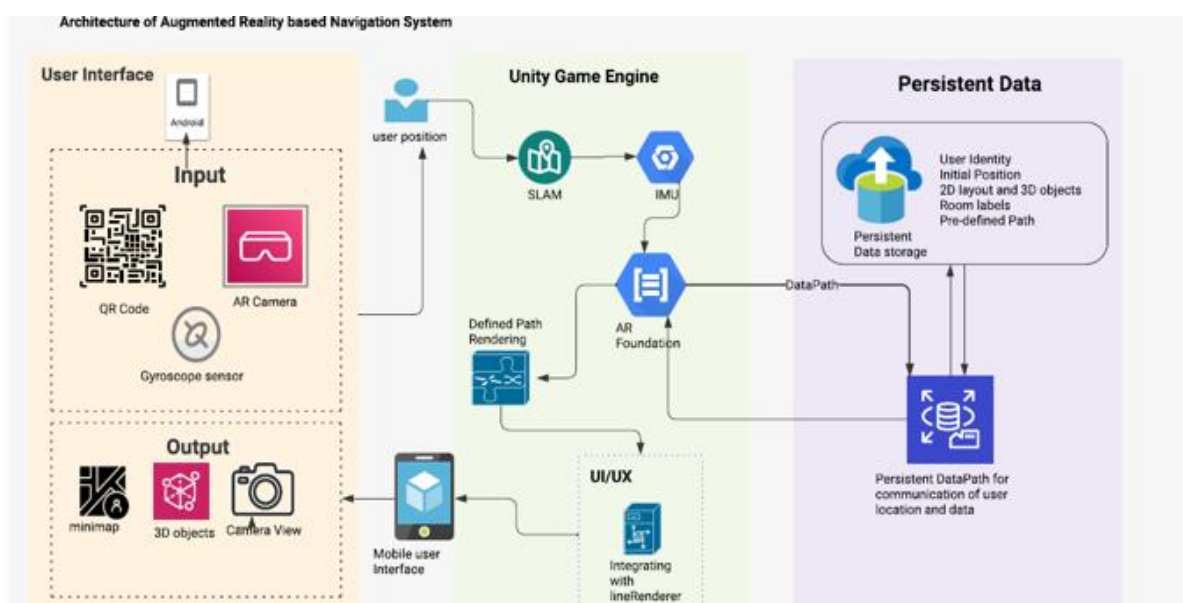 Architecture of Augmented Reality based Navigation System
User Interface
Android
Input
QR Code
AR Camera
Gyroscope sensor
Output
minimap
3D objects
Camera View
user position
Mobile user
Interface
Unity Game Engine
SLAM
IMU
AR
Foundation
Defined Path
Rendering
UI/UX
Integrating
with
lineRenderer
DataPath
Persistent Data
User Identity
Initial Position
2D layout and 3D objects
Room labels
Pre-defined Path
Persistent
Data storage
Persistent DataPath for
communication of user
location and data